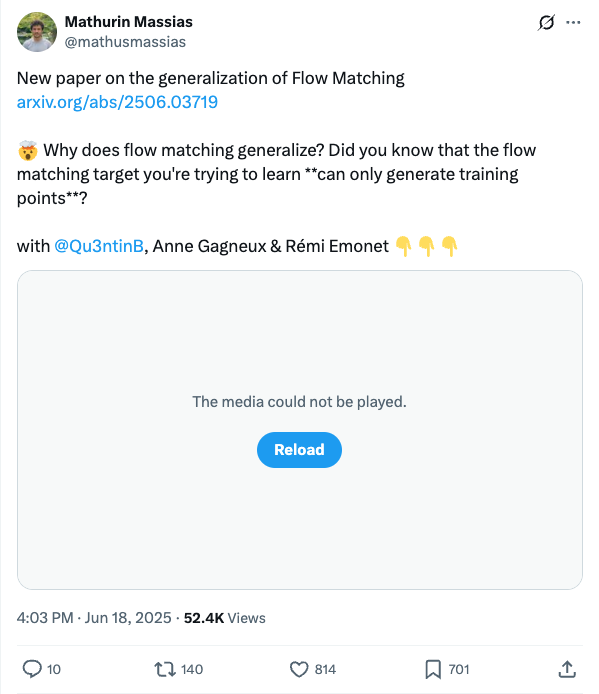 Mathurin Massias
@mathusmassias
New paper on the generalization of Flow Matching
arxiv.org/abs/2506.03719
🤯 Why does flow matching generalize? Did you know that the flow
matching target you're trying to learn **can only generate training
points**?
with @Qu3ntinB, Anne Gagneux & Rémi Emonet 👇👇👇
The media could not be played.
Reload
4:03 PM · Jun 18, 2025 · 52.4K Views
10 140 814 701